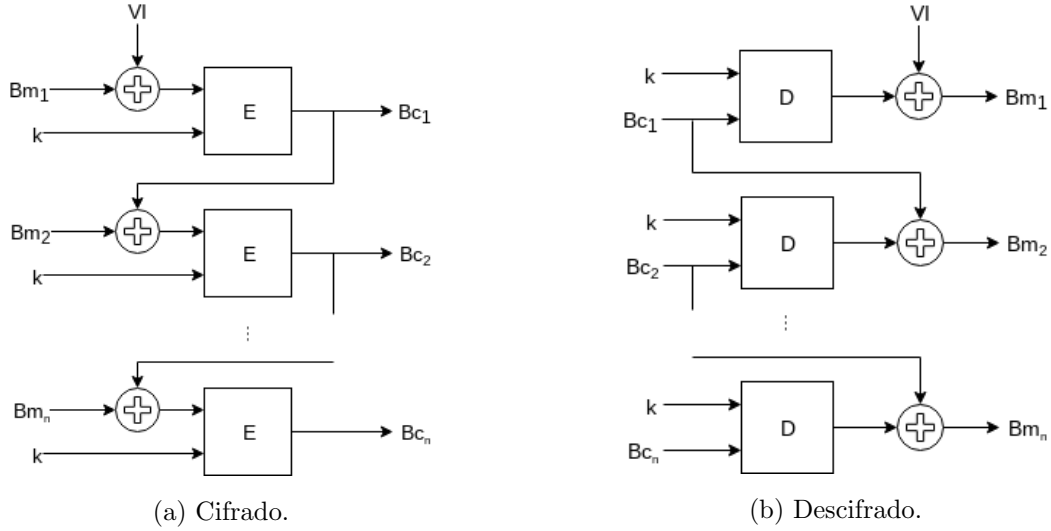 VI
Bm1
E
Bc1
k
Bm2
E
Bc2
k
Bmn
E
Bcn
k
(a) Cifrado.
VI
k
D
Bm1
Bc1
k
D
Bm2
Bc2
k
D
Bmn
Bcn
(b) Descifrado.